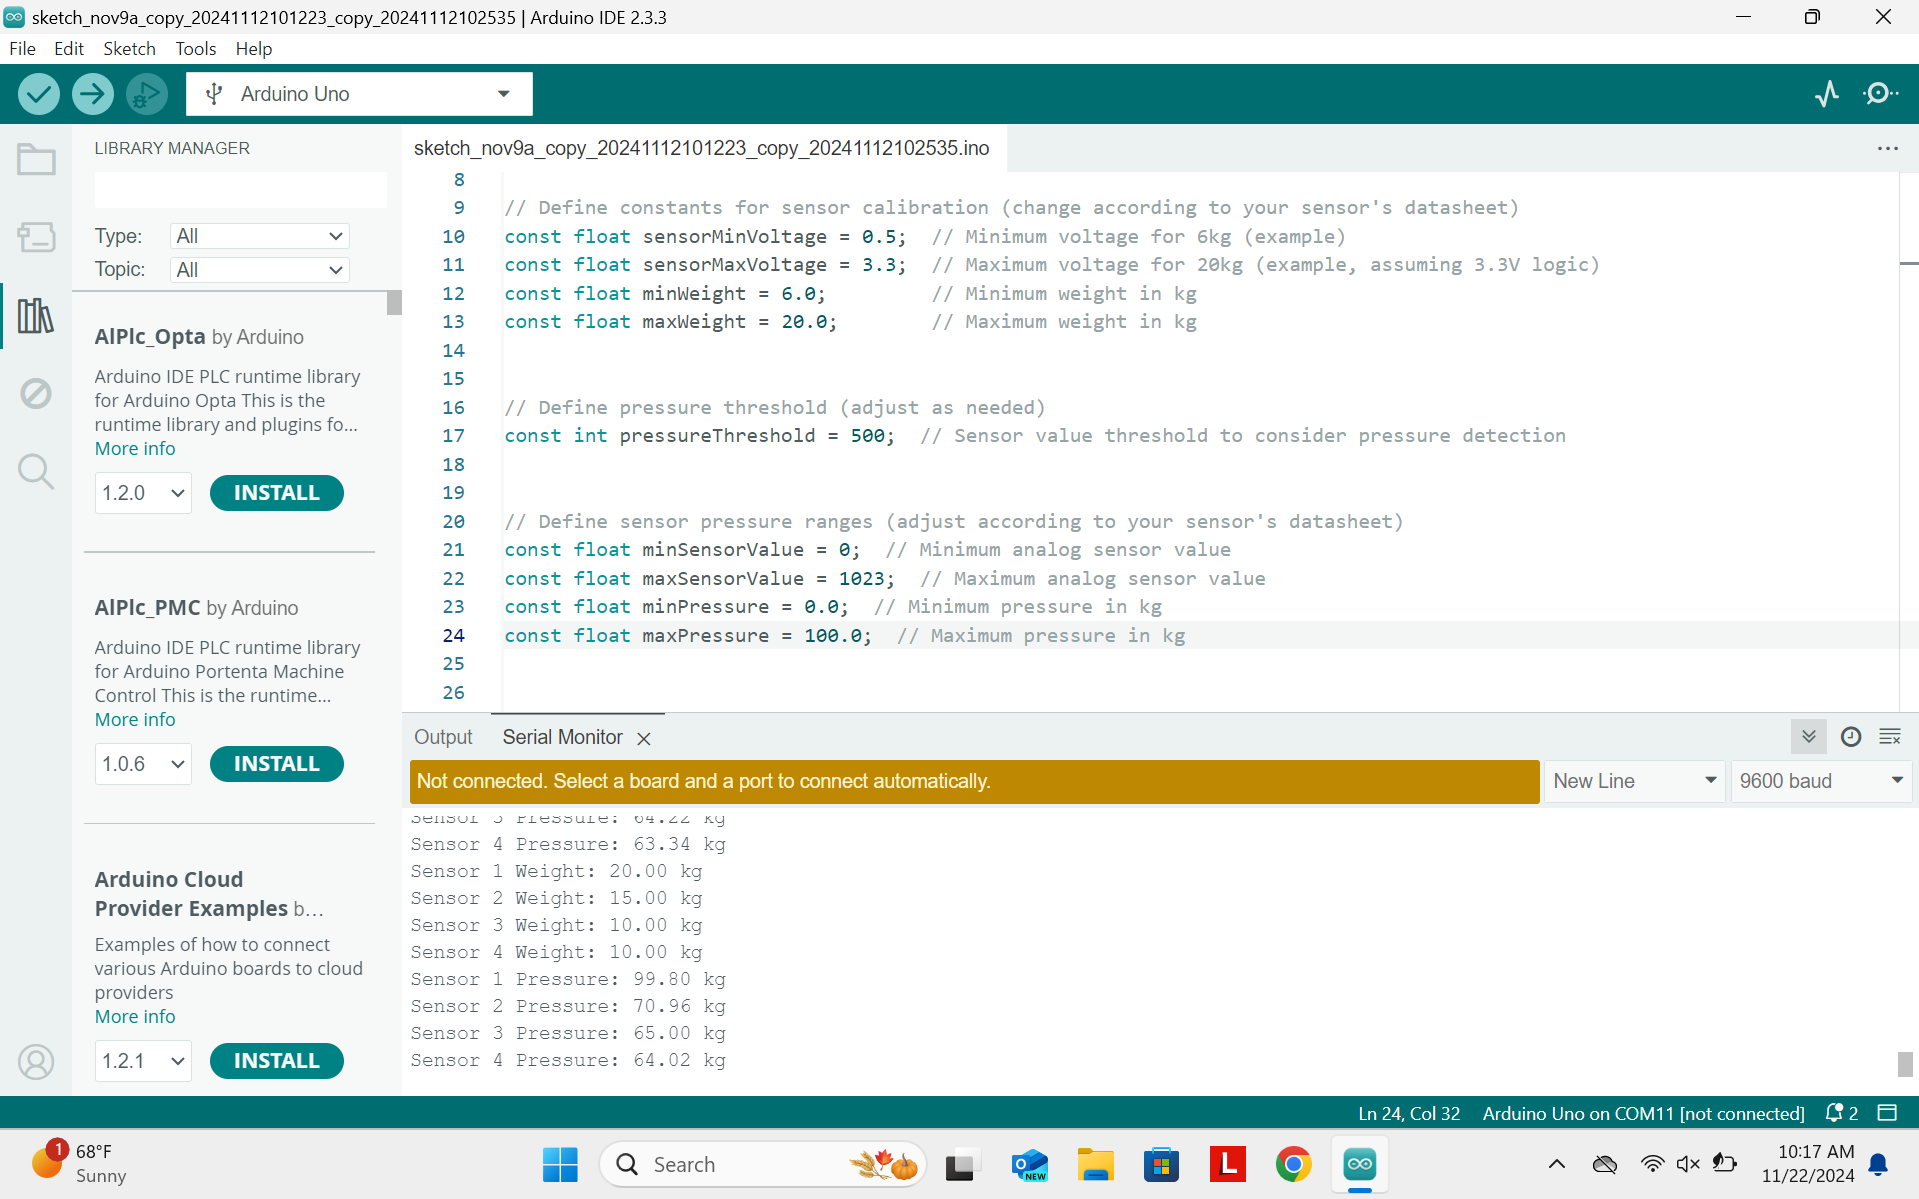 sketch_nov9a_copy_20241112101223_copy_20241112102535 | Arduino IDE 2.3.3
File Edit Sketch Tools Help
Arduino Uno
LIBRARY MANAGER
Type: All
Topic: All
AlPlc_Opta by Arduino
Arduino IDE PLC runtime library
for Arduino Opta This is the
runtime library and plugins fo...
More info
1.2.0 INSTALL
AlPlc_PMC by Arduino
Arduino IDE PLC runtime library
for Arduino Portenta Machine
Control This is the runtime...
More info
1.0.6 INSTALL
Arduino Cloud
Provider Examples b...
Examples of how to connect
various Arduino boards to cloud
providers
More info
1.2.1 INSTALL
sketch_nov9a_copy_20241112101223_copy_20241112102535.ino
8
9 // Define constants for sensor calibration (change according to your sensor's datasheet)
10 const float sensorMinVoltage = 0.5; // Minimum voltage for 6kg (example)
11 const float sensorMaxVoltage = 3.3; // Maximum voltage for 20kg (example, assuming 3.3V logic)
12 const float minWeight = 6.0; // Minimum weight in kg
13 const float maxWeight = 20.0; // Maximum weight in kg
14
15
16 // Define pressure threshold (adjust as needed)
17 const int pressureThreshold = 500; // Sensor value threshold to consider pressure detection
18
19
20 // Define sensor pressure ranges (adjust according to your sensor's datasheet)
21 const float minSensorValue = 0; // Minimum analog sensor value
22 const float maxSensorValue = 1023; // Maximum analog sensor value
23 const float minPressure = 0.0; // Minimum pressure in kg
24 const float maxPressure = 100.0; // Maximum pressure in kg
25
26
Output Serial Monitor
Not connected. Select a board and a port to connect automatically.
New Line 9600 baud
Sensor 3 Pressure: 64.22 kg
Sensor 4 Pressure: 63.34 kg
Sensor 1 Weight: 20.00 kg
Sensor 2 Weight: 15.00 kg
Sensor 3 Weight: 10.00 kg
Sensor 4 Weight: 10.00 kg
Sensor 1 Pressure: 99.80 kg
Sensor 2 Pressure: 70.96 kg
Sensor 3 Pressure: 65.00 kg
Sensor 4 Pressure: 64.02 kg
Ln 24, Col 32 Arduino Uno on COM11 [not connected] 2
1
68°F
Sunny
Search
NEW
L
10:17 AM
11/22/2024